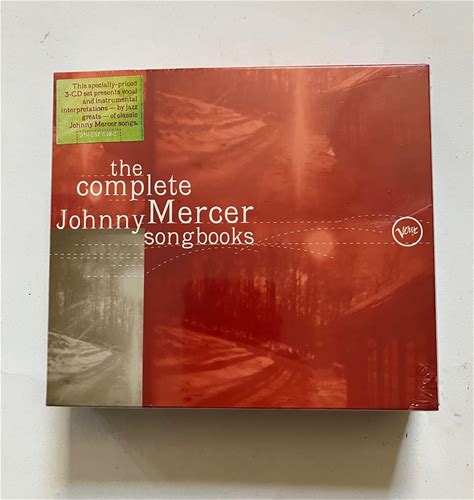 This specially-priced
3-CD set presents vocal
and instrumental
interpretations — by jazz
greats — of classic
Johnny Mercer songs.
the
complete
Johnny Mercer
songbooks
Verve